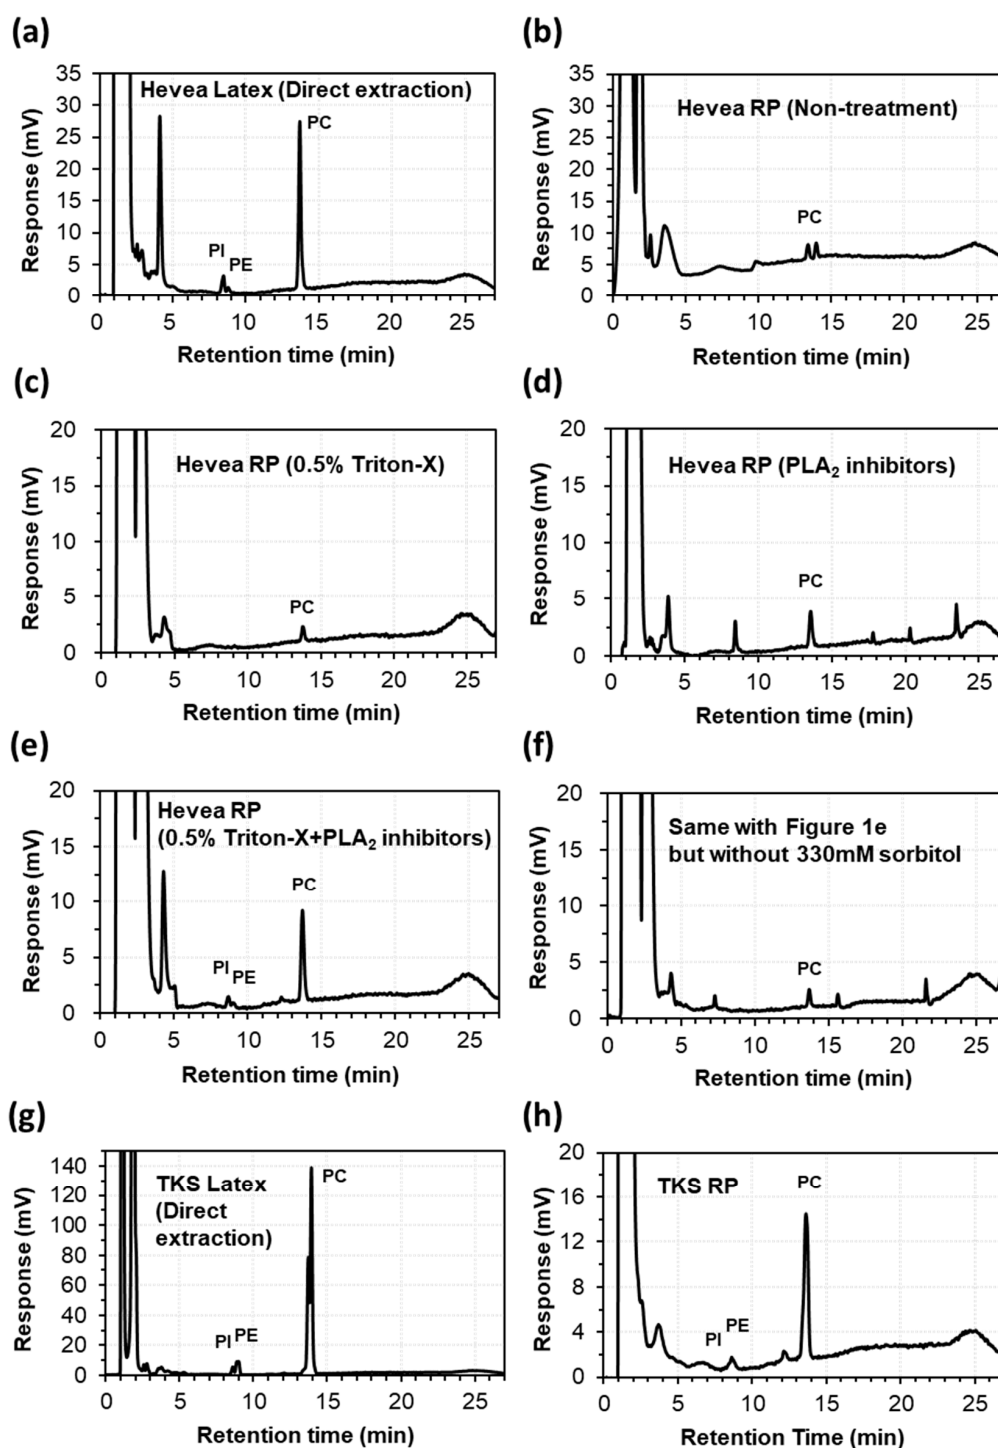 (a)
35
30
25
20
15
10
5
0
Response (mV)
Hevea Latex (Direct extraction)
PC
PI
PE
0 5 10 15 20 25
Retention time (min)
(b)
35
30
25
20
15
10
5
0
Response (mV)
Hevea RP (Non-treatment)
PC
0 5 10 15 20 25
Retention time (min)
(c)
20
15
10
5
0
Response (mV)
Hevea RP (0.5% Triton-X)
PC
0 5 10 15 20 25
Retention time (min)
(d)
20
15
10
5
0
Response (mV)
Hevea RP (PLA₂ inhibitors)
PC
0 5 10 15 20 25
Retention time (min)
(e)
20
15
10
5
0
Response (mV)
Hevea RP
(0.5% Triton-X+PLA₂ inhibitors)
PC
PI
PE
0 5 10 15 20 25
Retention time (min)
(f)
20
15
10
5
0
Response (mV)
Same with Figure 1e
but without 330mM sorbitol
PC
0 5 10 15 20 25
Retention Time (min)
(g)
140
120
100
80
60
40
20
0
Response (mV)
TKS Latex
(Direct
extraction)
PC
PI
PE
0 5 10 15 20 25
Retention time (min)
(h)
20
16
12
8
4
0
Response (mV)
TKS RP
PC
PI
PE
0 5 10 15 20 25
Retention Time (min)